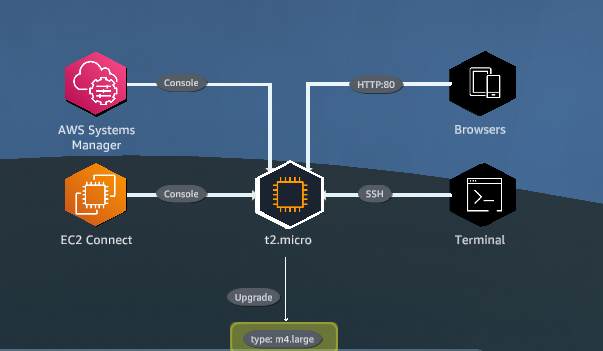 Console
HTTP:80
AWS Systems
Manager
Browsers
Console
SSH
EC2 Connect
t2.micro
Terminal
Upgrade
type: m4.large